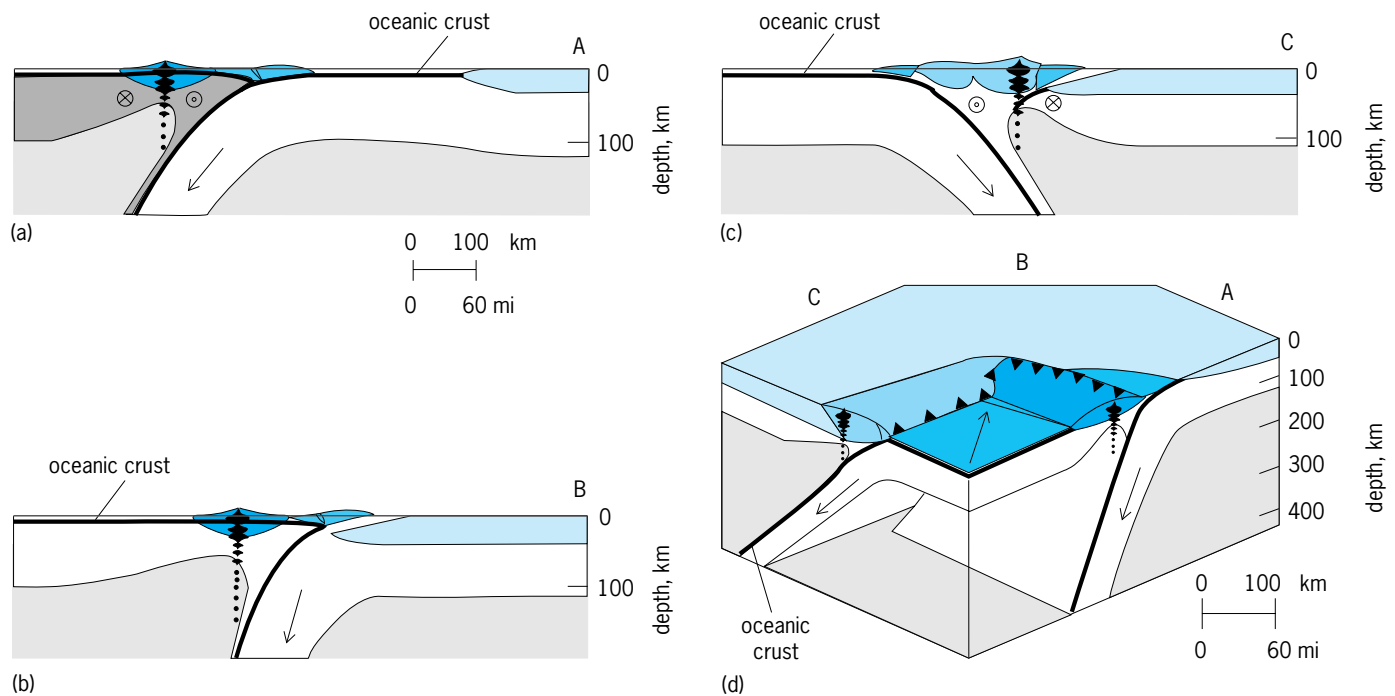 oceanic crust
A
0
100
depth, km
(a)
0 100 km
0 60 mi
oceanic crust
B
0
100
depth, km
(b)
oceanic crust
C
0
100
depth, km
(c)
B
C
A
0
100
200
300
400
depth, km
oceanic
crust
0 100 km
0 60 mi
(d)